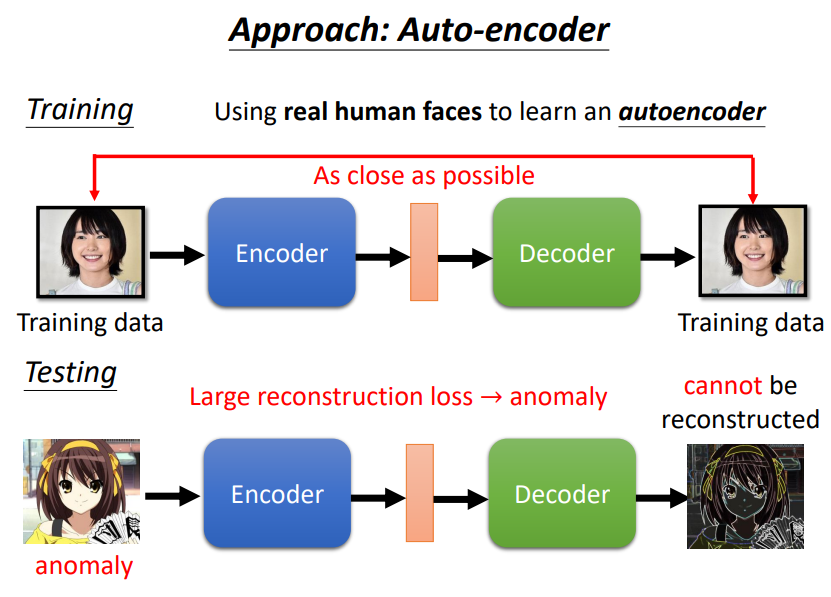 Approach: Auto-encoder
Training
Using real human faces to learn an autoencoder
As close as possible
Encoder
Decoder
Training data
Training data
Testing
Large reconstruction loss → anomaly
cannot be
reconstructed
Encoder
Decoder
anomaly